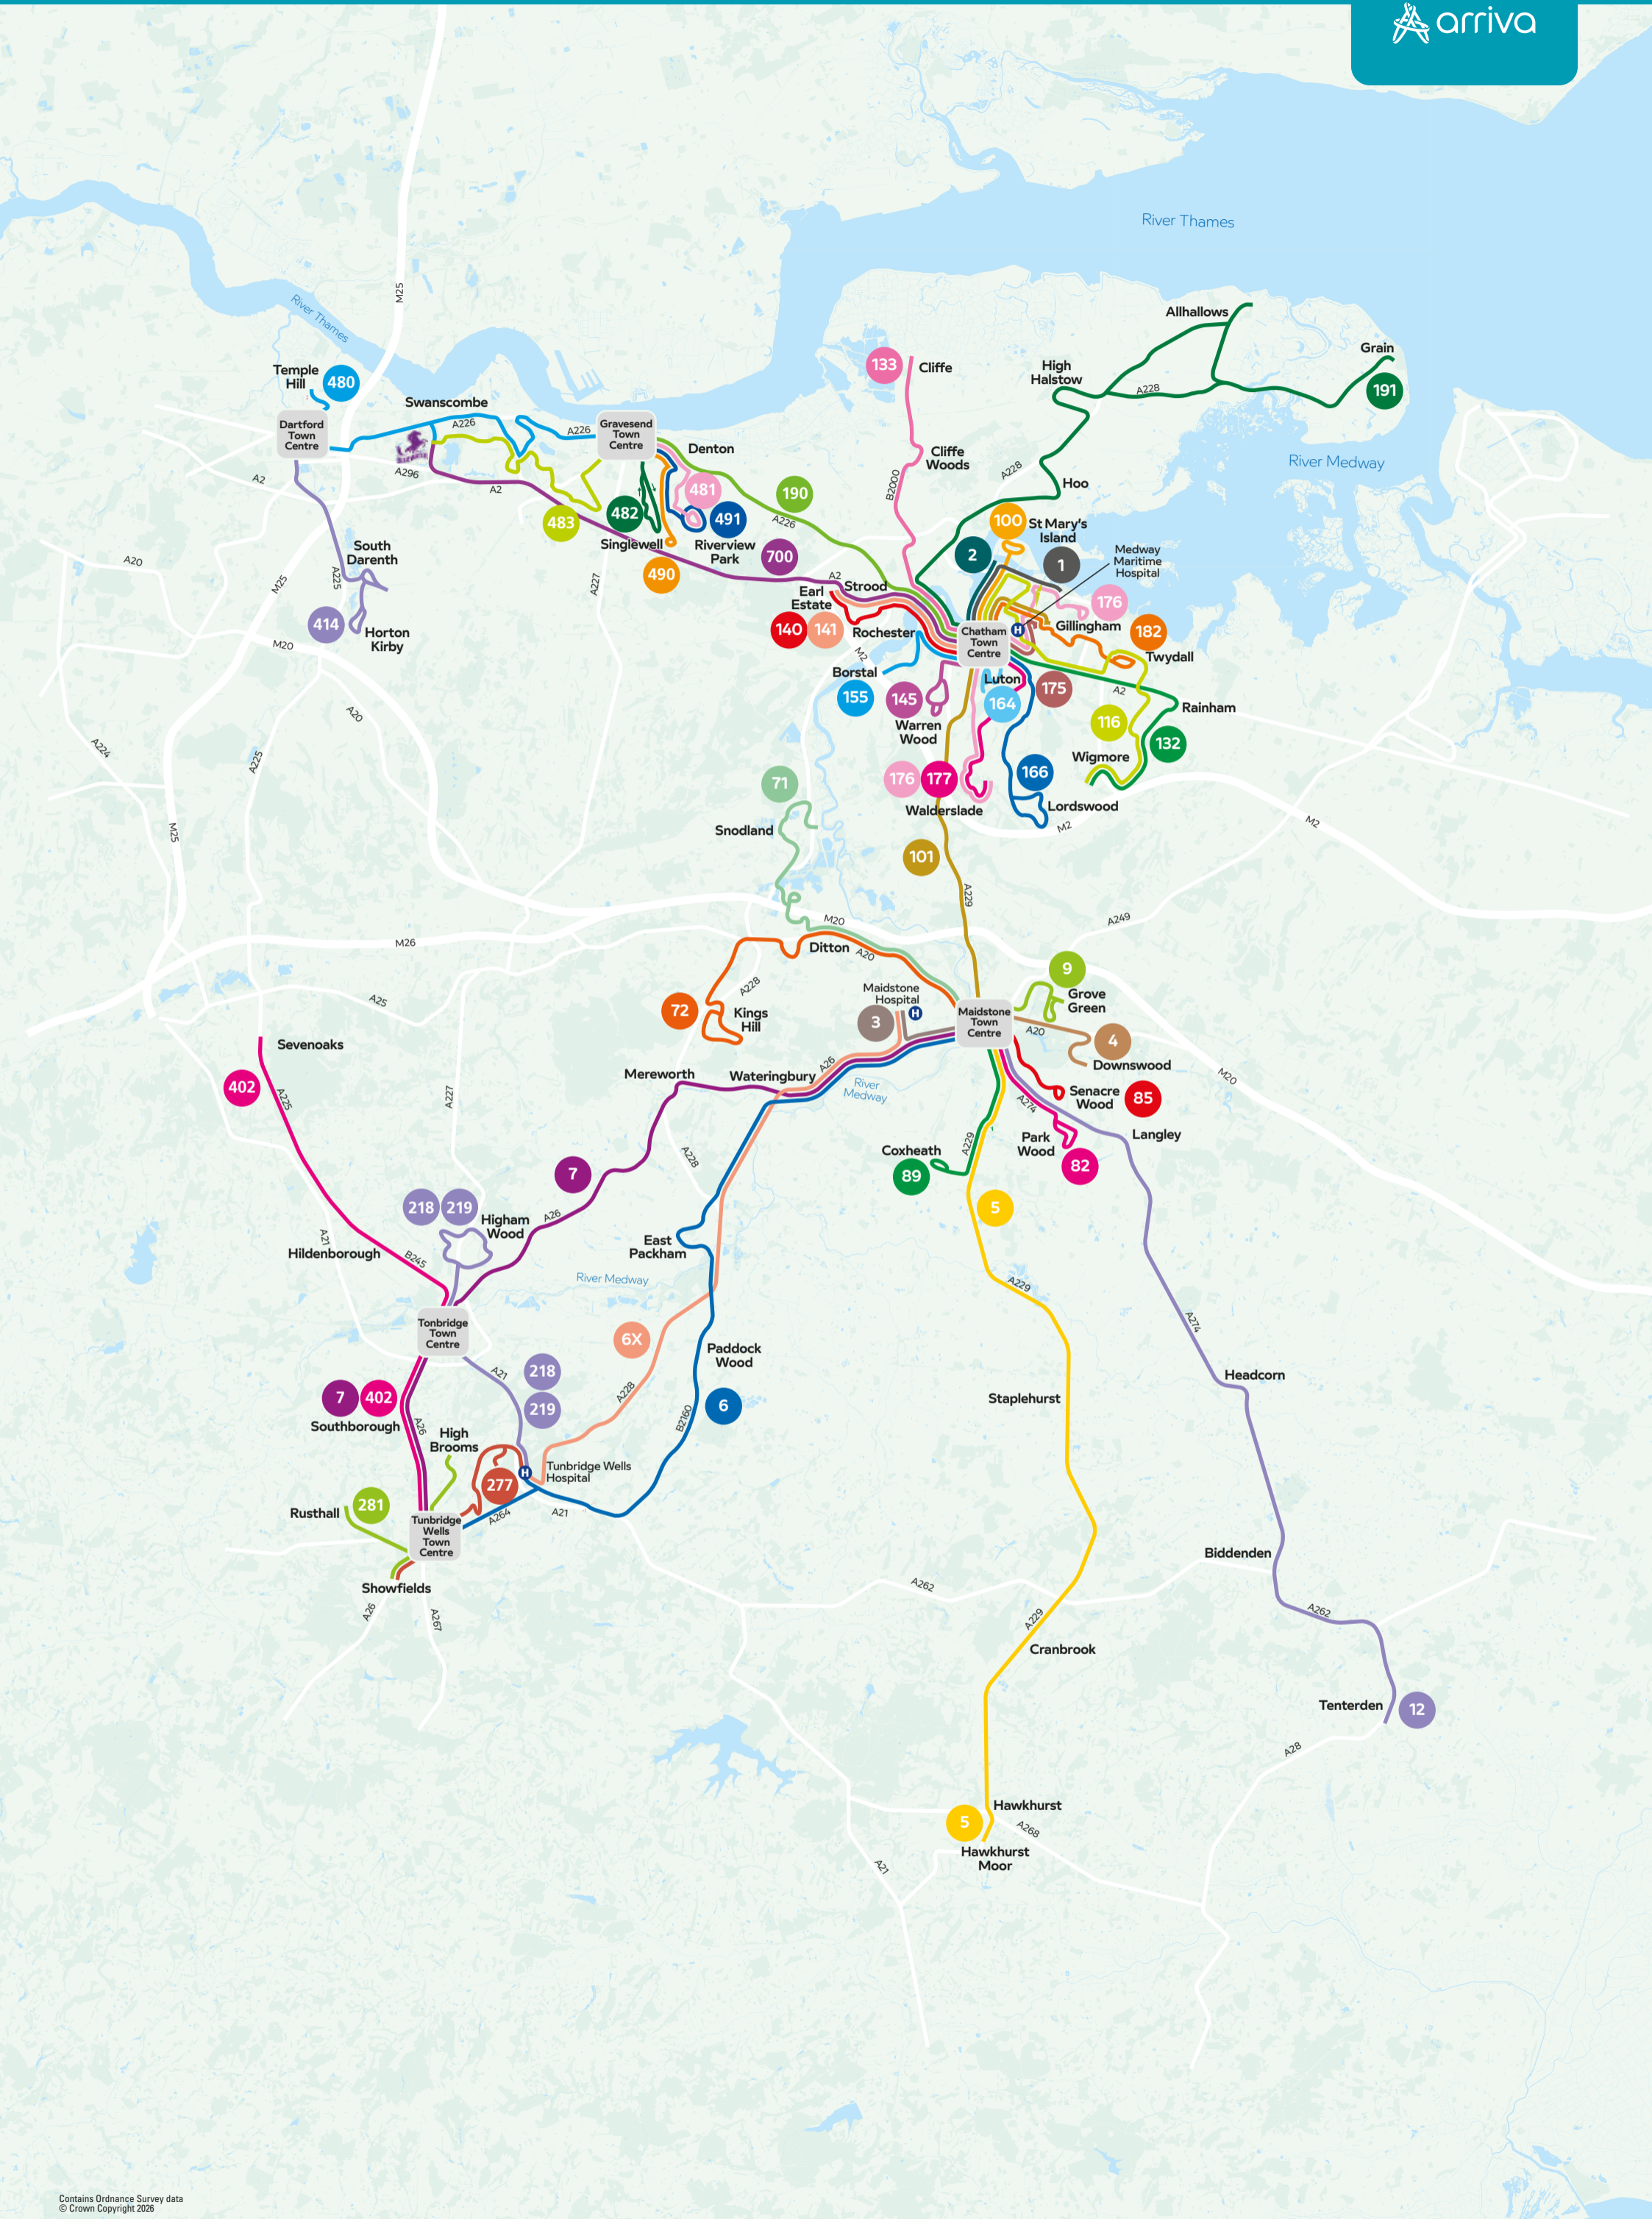 arriva
River Thames
M25
River Thames
Allhallows
Grain
191
A228
High
Halstow
133
Cliffe
Temple
Hill
480
Swanscombe
A226
A226
Dartford
Town
Centre
Gravesend
Town
Centre
Denton
A296
A2
A2
Cliffe
Woods
B2000
A228
River Medway
Hoo
481
190
A226
482
491
483
Singlewell
Riverview
Park
700
490
100
St Mary's
Island
2
1
Medway
Maritime
Hospital
A20
South
Darenth
A225
M25
A227
A2
Strood
Earl
Estate
176
414
Horton
Kirby
M20
140
141
Rochester
Chatham
Town
Centre
H
Gillingham
182
Twydall
M2
Borstal
155
145
Luton
164
175
A2
Rainham
Warren
Wood
116
132
A20
A224
A225
Wigmore
71
176
177
166
Walderslade
Lordswood
M2
M2
M25
Snodland
101
A229
A249
M20
M26
Ditton
A20
9
Grove
Green
A228
72
Kings
Hill
Maidstone
Hospital
H
3
Maidstone
Town
Centre
A20
4
Downswood
A25
Sevenoaks
402
A225
A227
Mereworth
Wateringbury
A26
River
Medway
M20
Senacre
Wood
85
A274
Park
Wood
82
Langley
A229
Coxheath
89
A228
7
5
218
219
Higham
Wood
A26
A21
Hildenborough
B245
East
Packham
River Medway
A229
A274
Tonbridge
Town
Centre
6X
Paddock
Wood
A21
218
219
A228
6
B2160
Headcorn
Staplehurst
7
402
Southborough
A26
High
Brooms
277
H
Tunbridge Wells
Hospital
Rusthall
281
A264
A21
Tunbridge
Wells
Town
Centre
Showfields
A26
A267
Biddenden
A262
A262
A229
Cranbrook
Tenterden
12
A28
Hawkhurst
5
A268
Hawkhurst
Moor
A21
Contains Ordnance Survey data
© Crown Copyright 2026